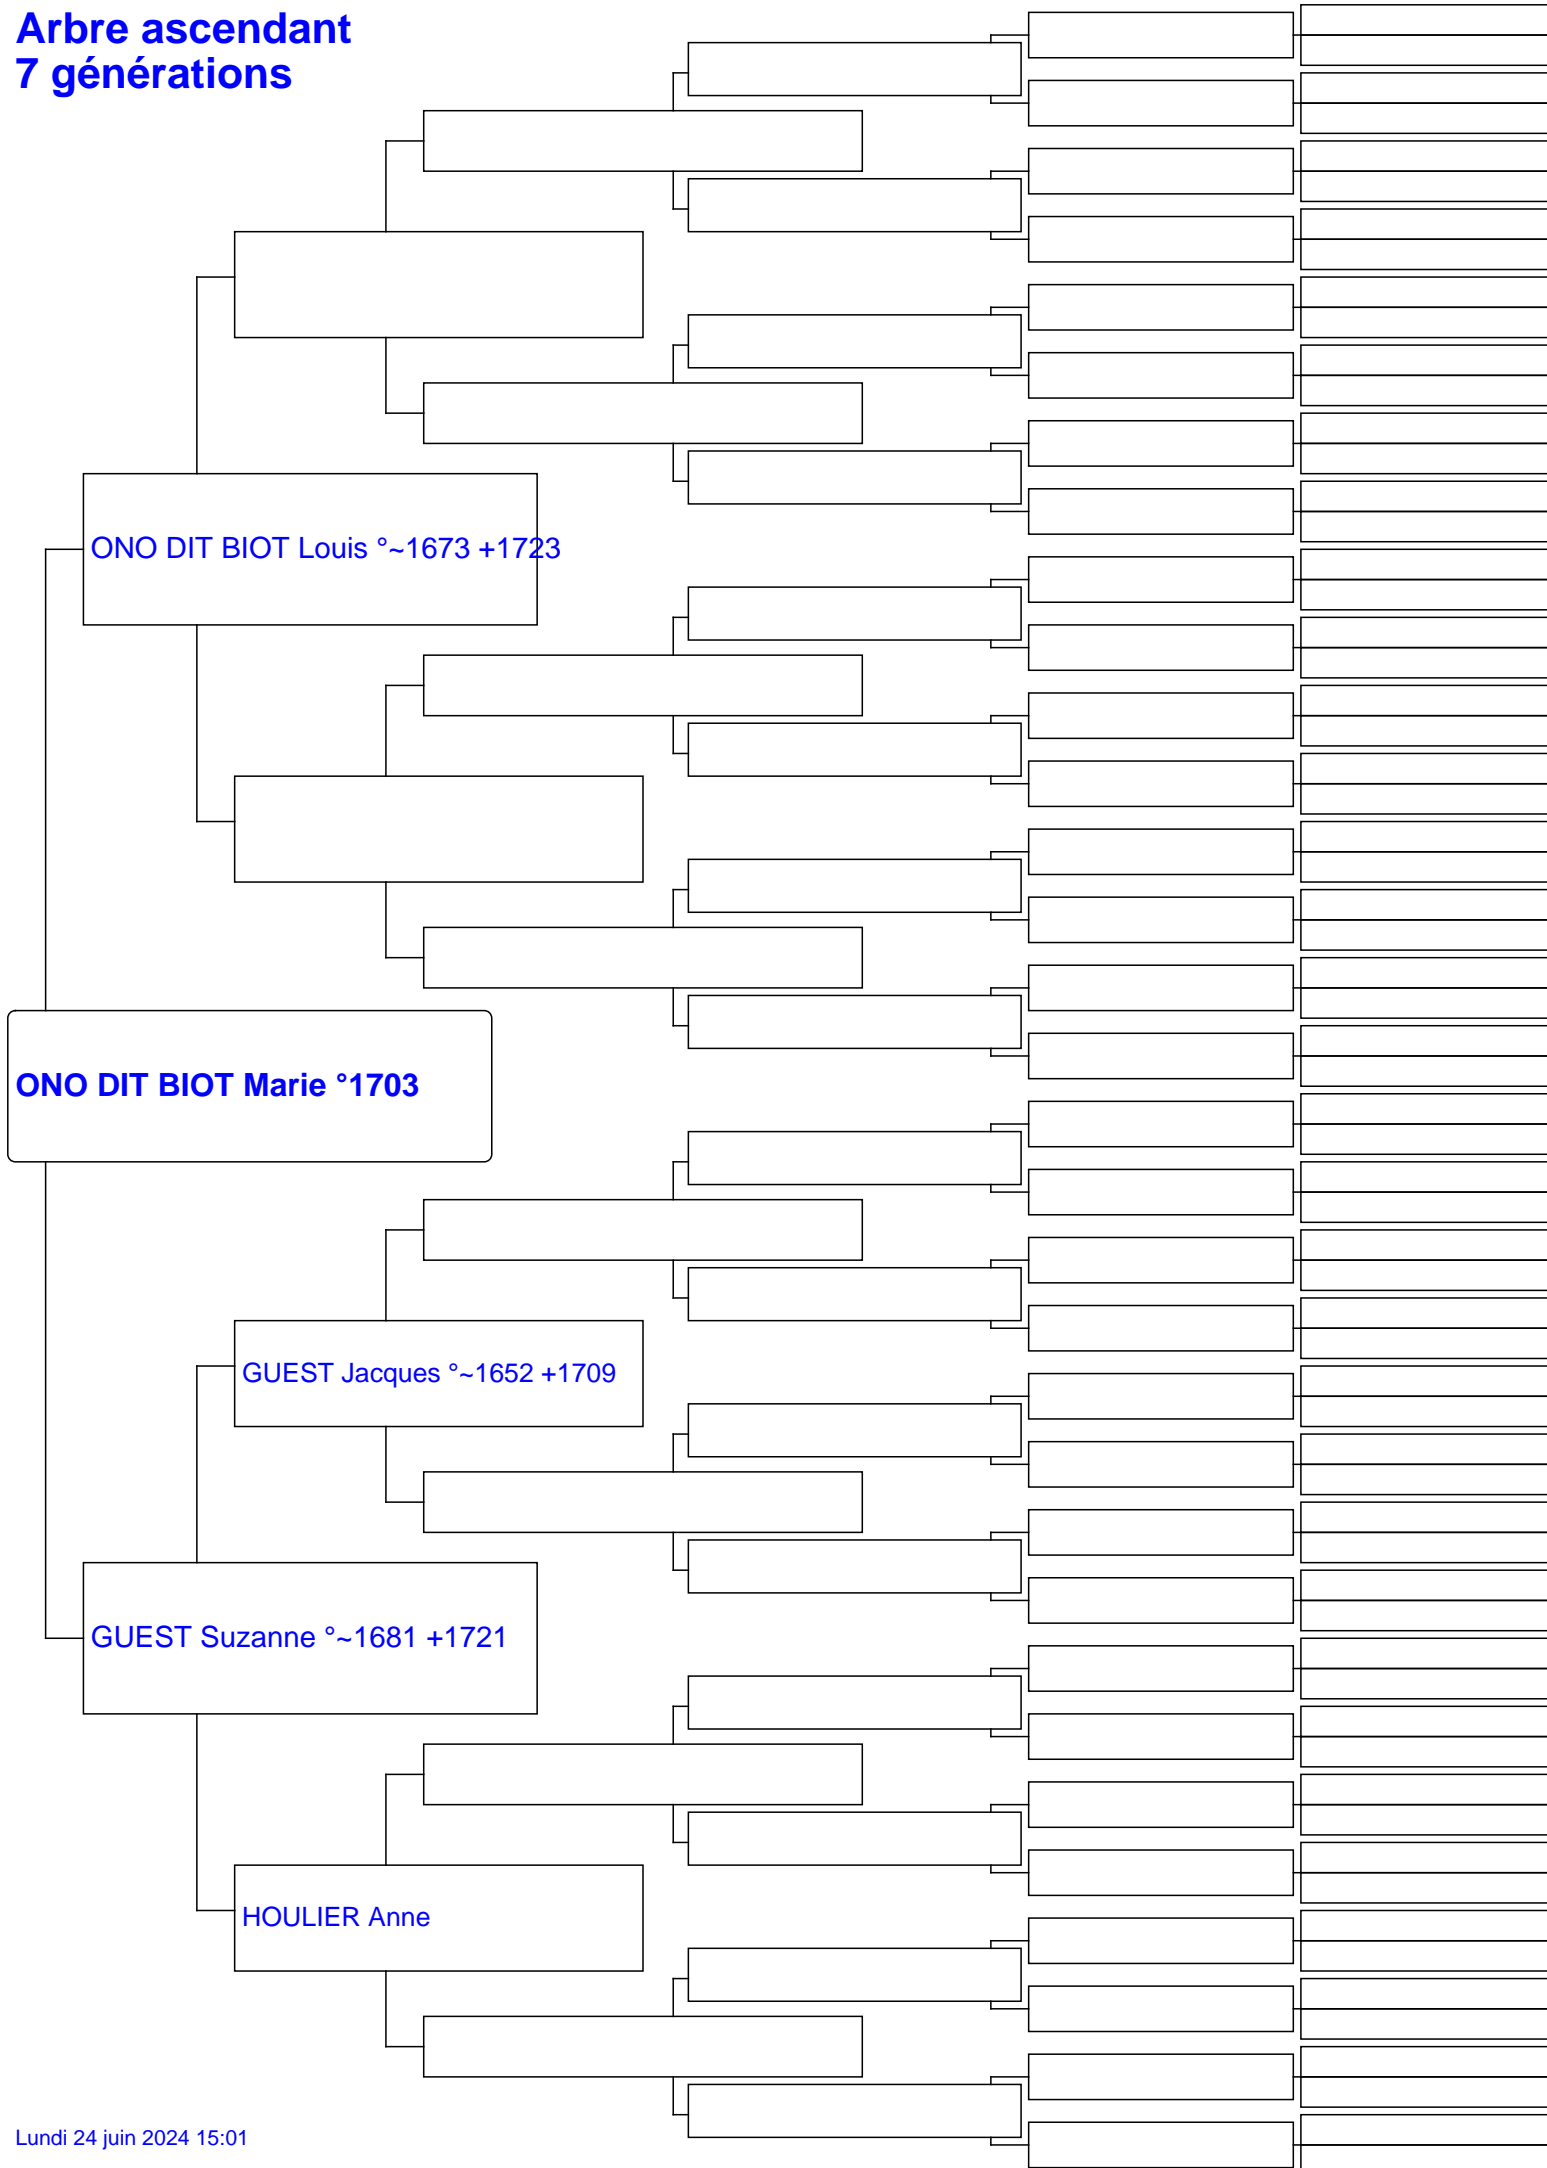 Arbre ascendant
7 générations
ONO DIT BIOT Louis °~1673 +1723
ONO DIT BIOT Marie °1703
GUEST Jacques °~1652 +1709
GUEST Suzanne °~1681 +1721
HOULIER Anne
Lundi 24 juin 2024 15:01